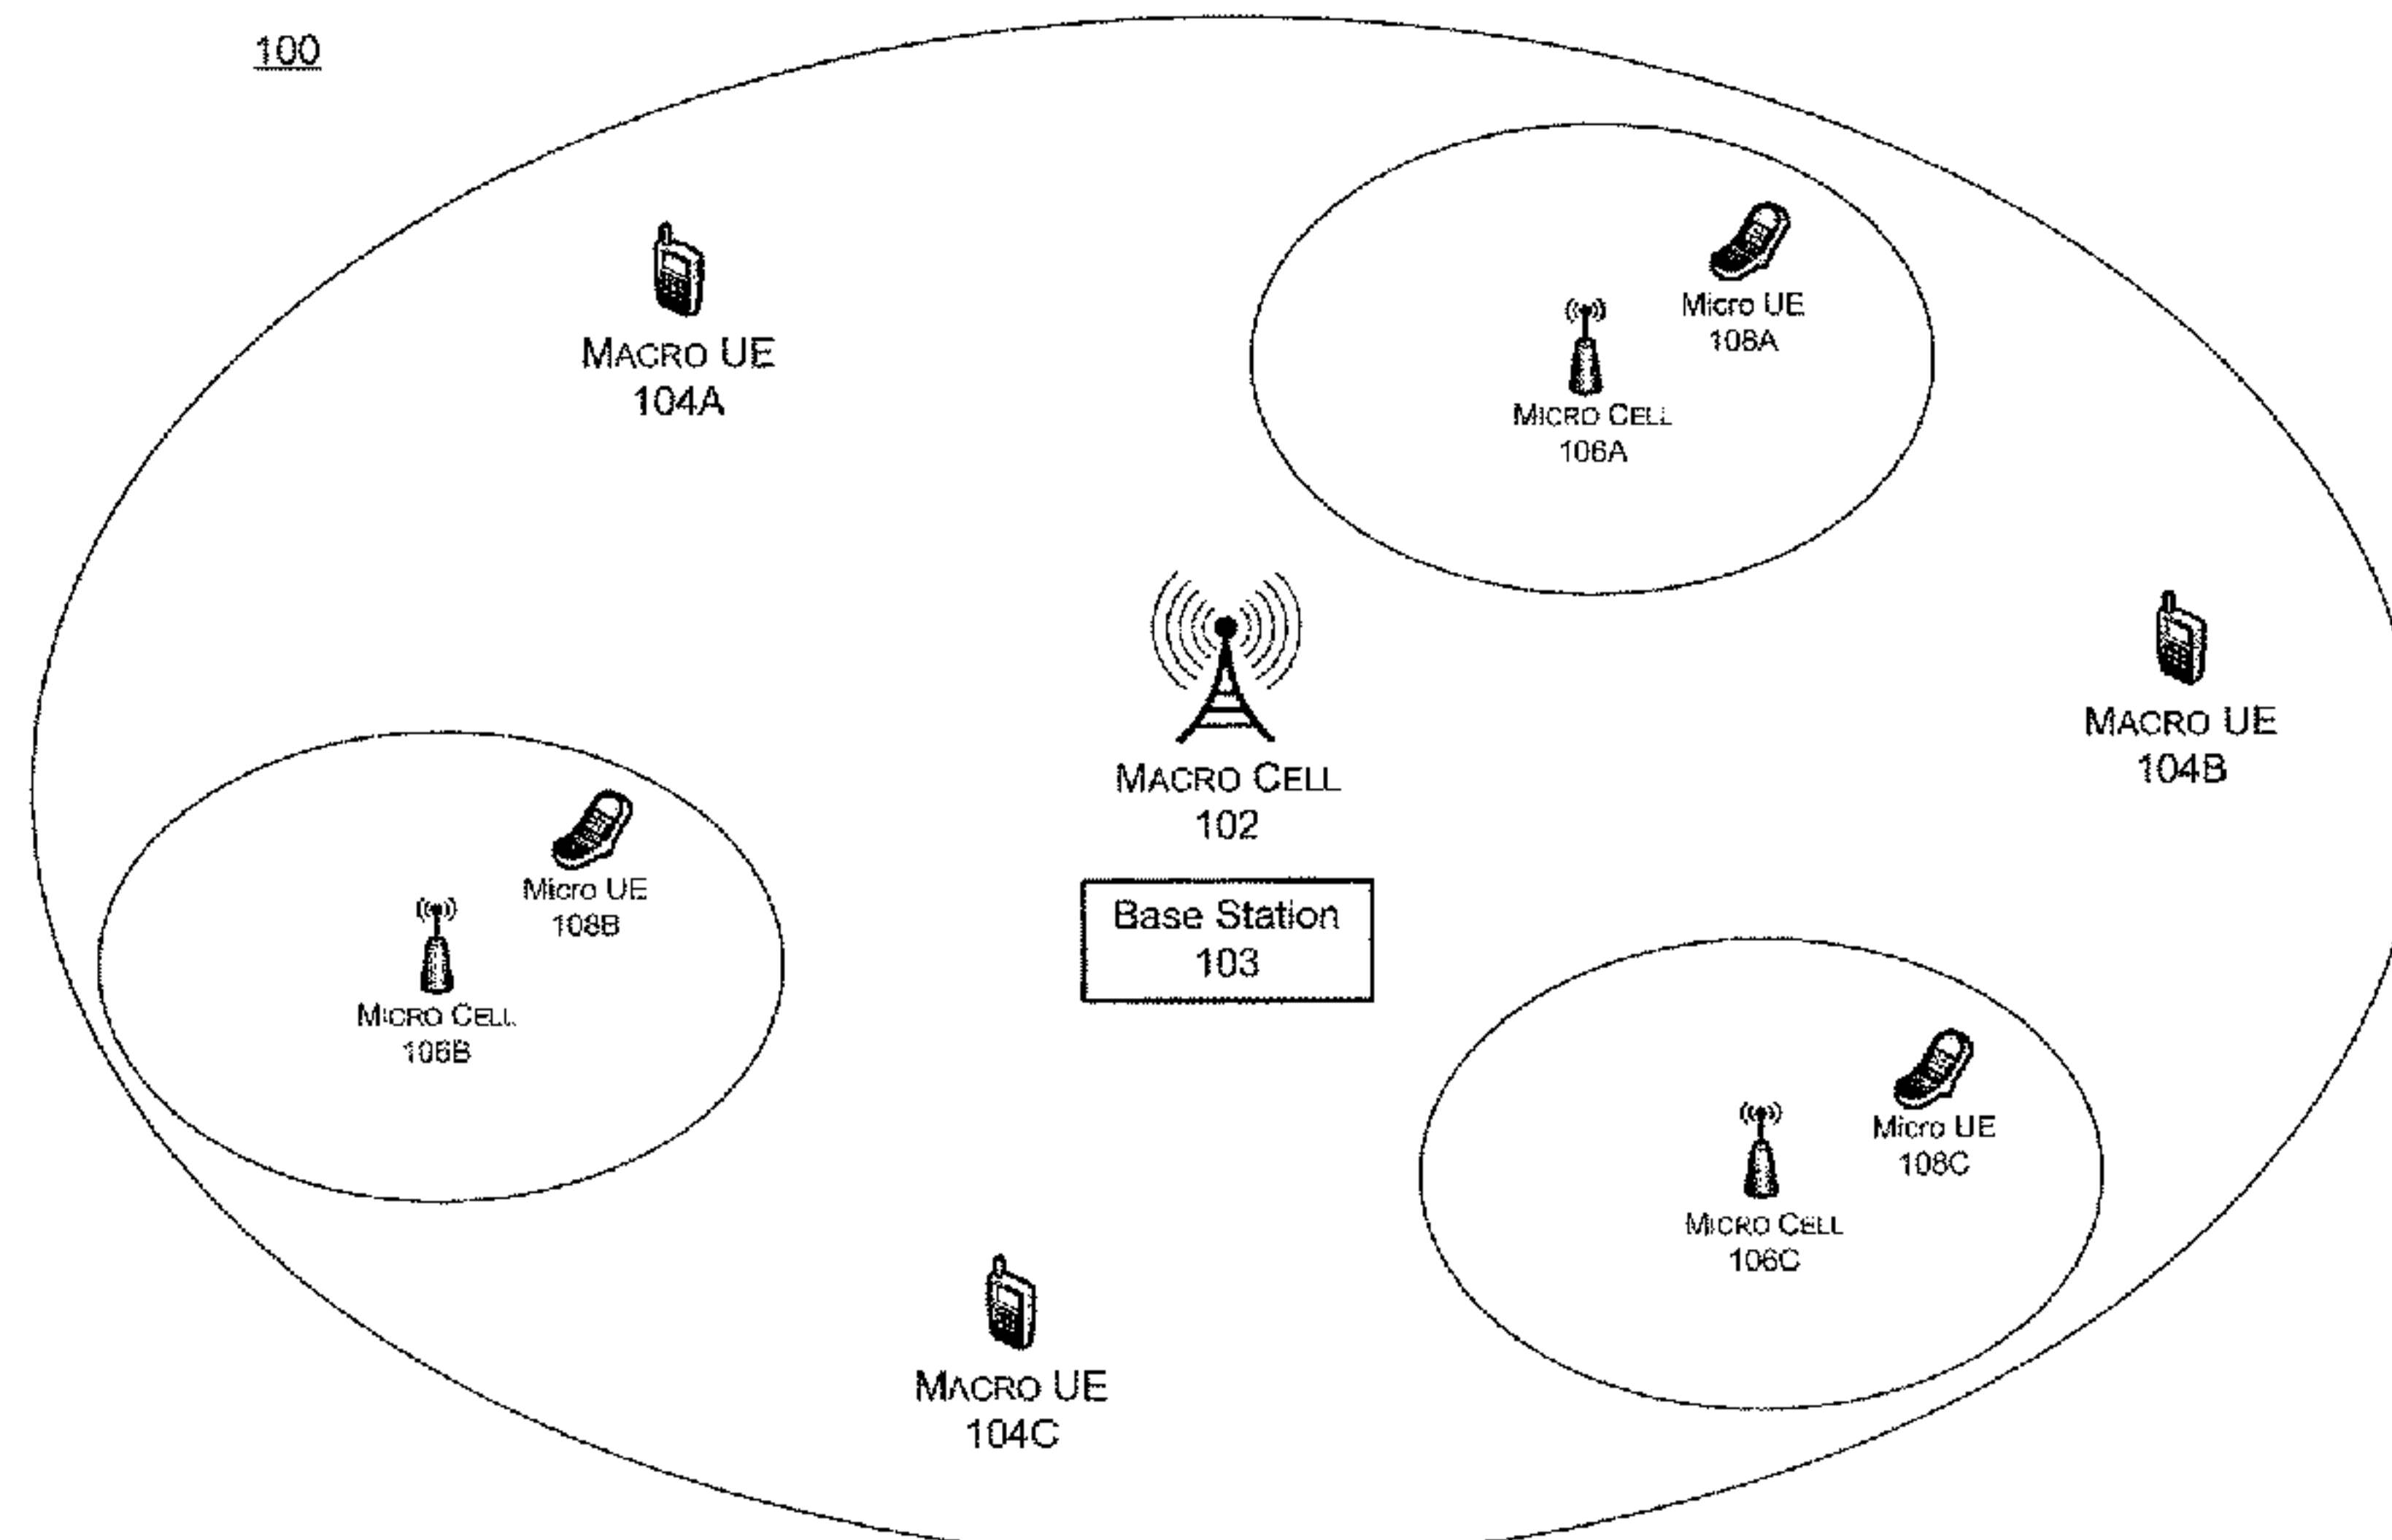 100
MACRO UE
104A
Micro UE
108A
MICRO CELL
106A
MACRO CELL
102
MACRO UE
104B
Base Station
103
Micro UE
108B
MICRO CELL
106B
Micro UE
108C
MICRO CELL
106C
MACRO UE
104C